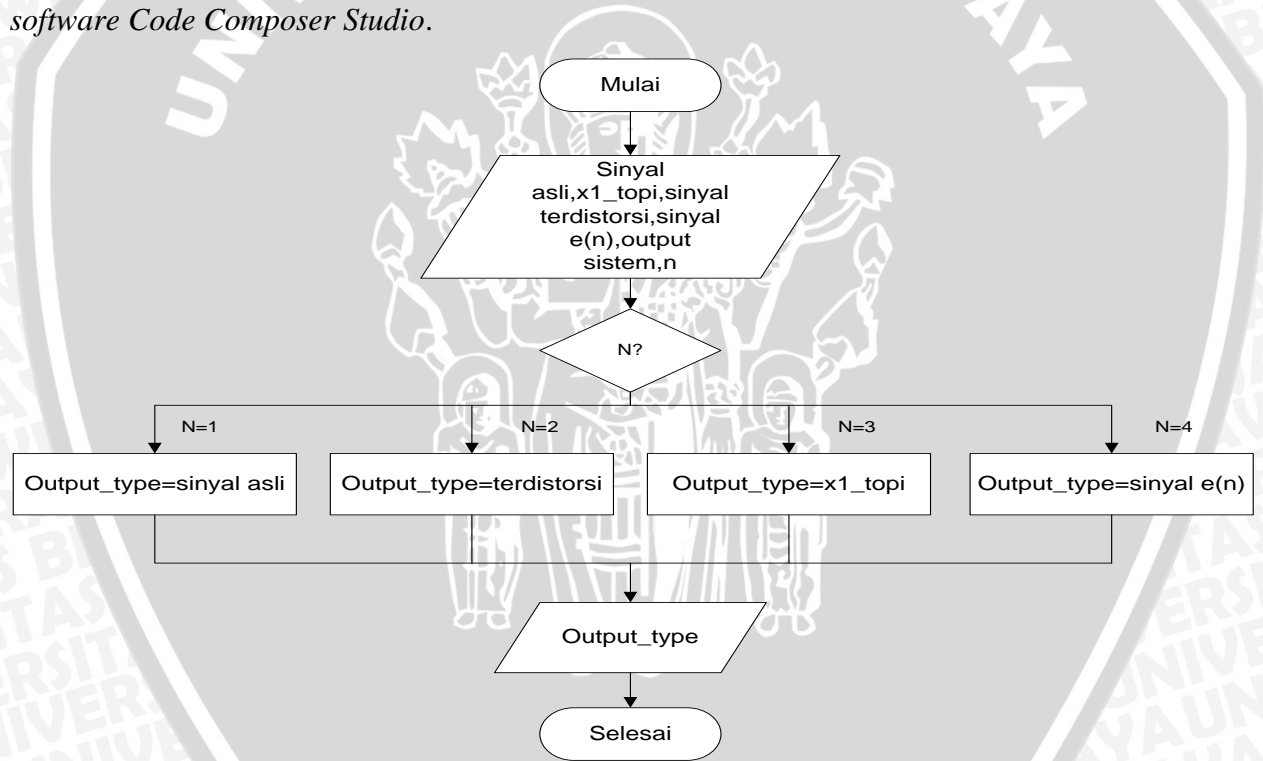 software Code Composer Studio.
Mulai
Sinyal
asli,x1_topi,sinyal
terdistorsi,sinyal
e(n),output
sistem,n
N?
N=1
N=2
N=3
N=4
Output_type=sinyal asli
Output_type=terdistorsi
Output_type=x1_topi
Output_type=sinyal e(n)
Output_type
Selesai